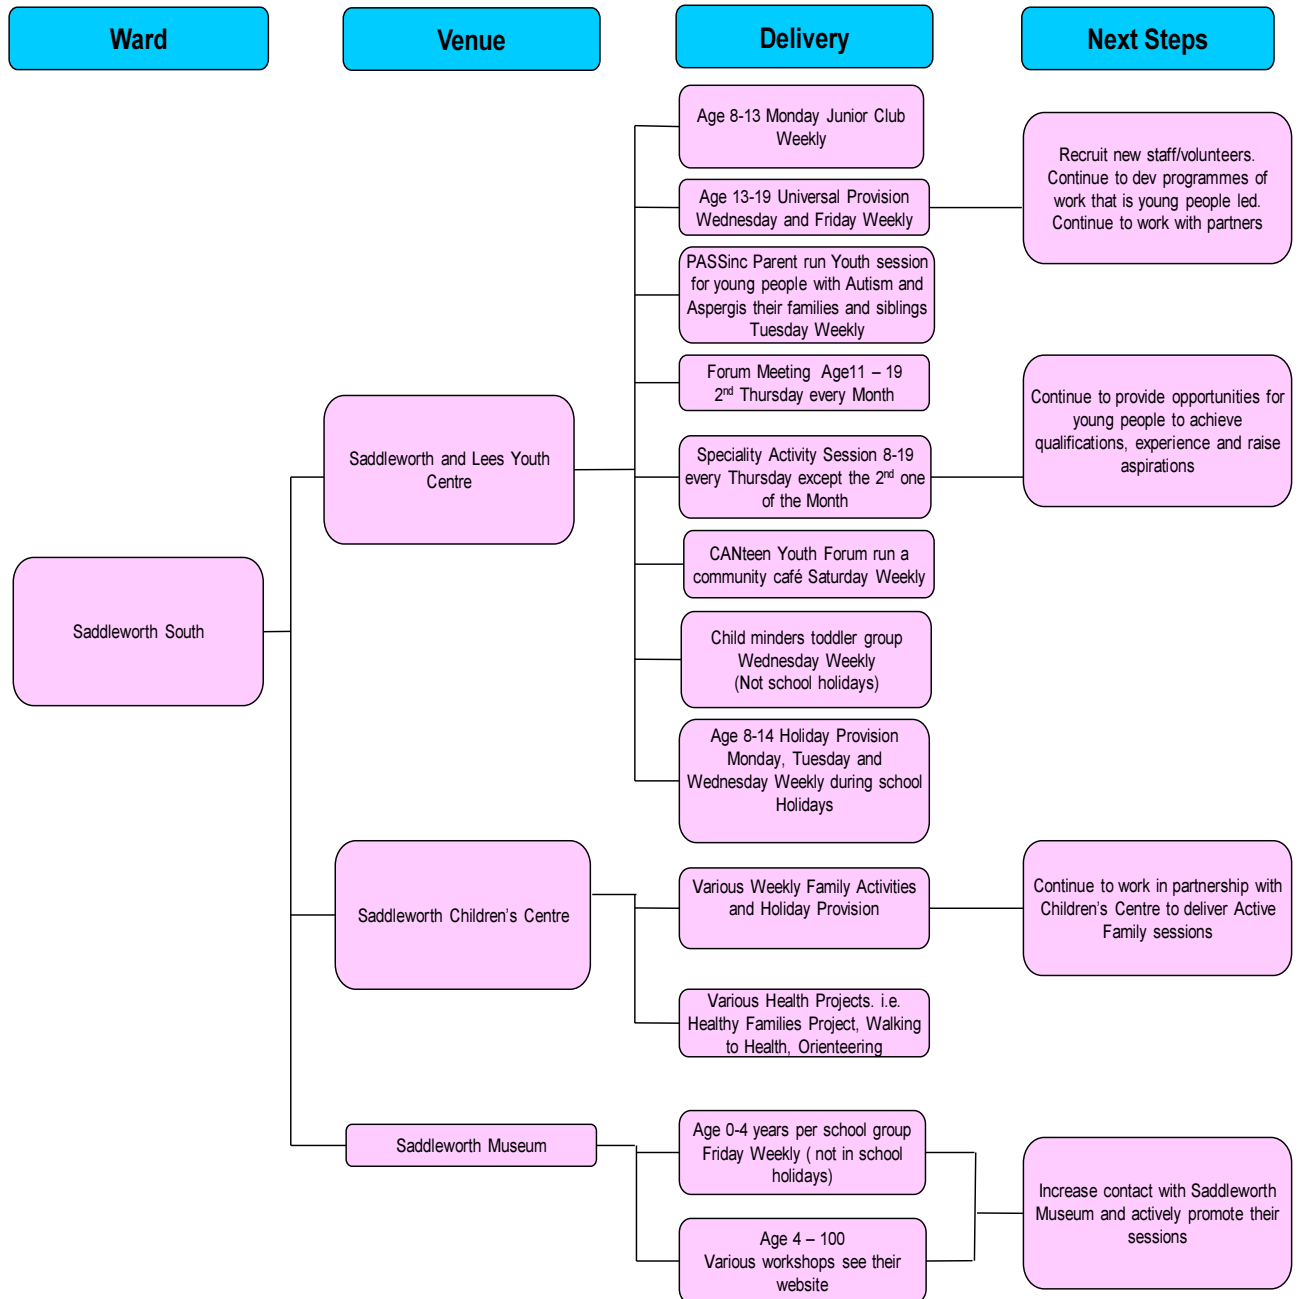 Ward
Venue
Delivery
Next Steps
Saddleworth South
Saddleworth and Lees Youth
Centre
Saddleworth Children's Centre
Saddleworth Museum
Age 8-13 Monday Junior Club
Weekly
Age 13-19 Universal Provision
Wednesday and Friday Weekly
PASSinc Parent run Youth session
for young people with Autism and
Aspergis their families and siblings
Tuesday Weekly
Forum Meeting Age11 – 19
2nd Thursday every Month
Speciality Activity Session 8-19
every Thursday except the 2nd one
of the Month
CANteen Youth Forum run a
community café Saturday Weekly
Child minders toddler group
Wednesday Weekly
(Not school holidays)
Age 8-14 Holiday Provision
Monday, Tuesday and
Wednesday Weekly during school
Holidays
Various Weekly Family Activities
and Holiday Provision
Various Health Projects. i.e.
Healthy Families Project, Walking
to Health, Orienteering
Age 0-4 years per school group
Friday Weekly ( not in school
holidays)
Age 4 – 100
Various workshops see their
website
Recruit new staff/volunteers.
Continue to dev programmes of
work that is young people led.
Continue to work with partners
Continue to provide opportunities for
young people to achieve
qualifications, experience and raise
aspirations
Continue to work in partnership with
Children's Centre to deliver Active
Family sessions
Increase contact with Saddleworth
Museum and actively promote their
sessions